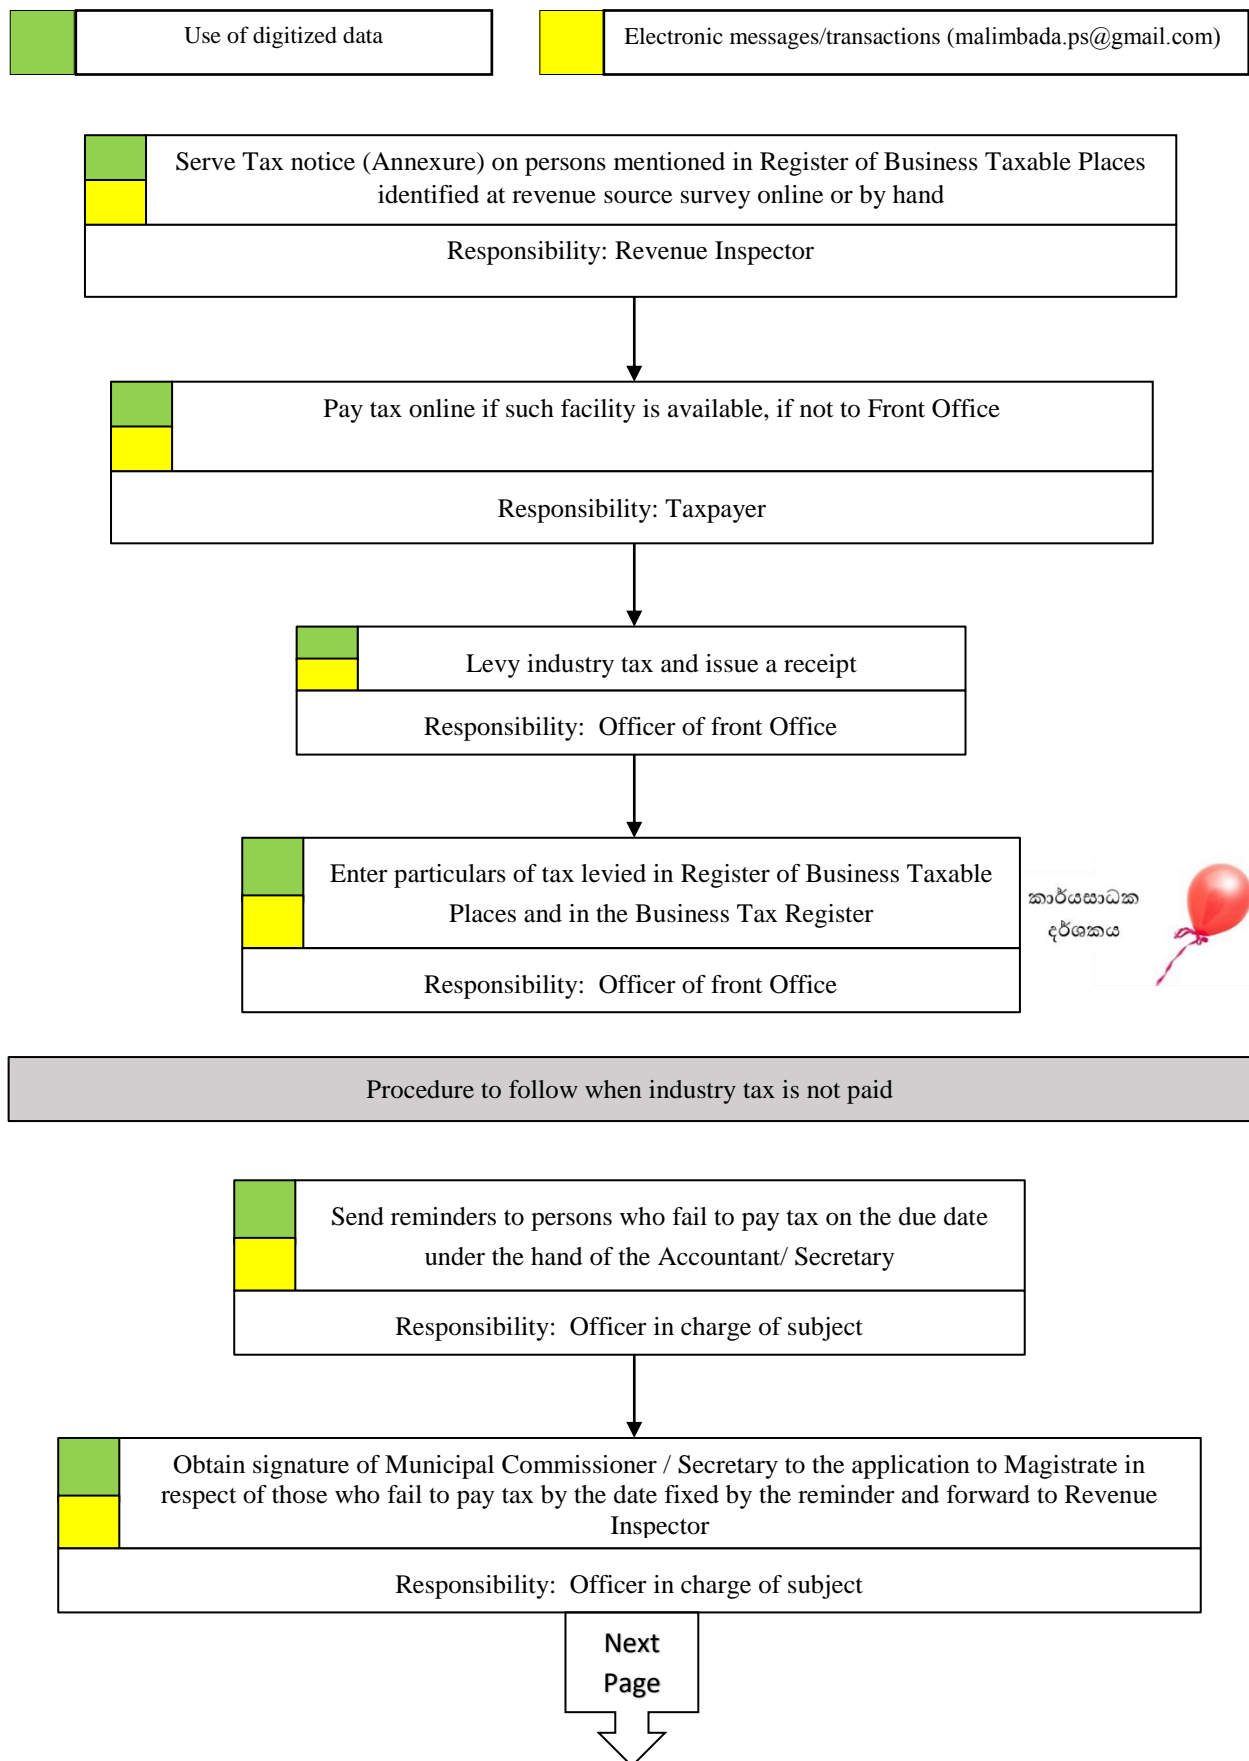 Use of digitized data
Electronic messages/transactions (malimbada.ps@gmail.com)
Serve Tax notice (Annexure) on persons mentioned in Register of Business Taxable Places
identified at revenue source survey online or by hand
Responsibility: Revenue Inspector
Pay tax online if such facility is available, if not to Front Office
Responsibility: Taxpayer
Levy industry tax and issue a receipt
Responsibility: Officer of front Office
Enter particulars of tax levied in Register of Business Taxable
Places and in the Business Tax Register
Responsibility: Officer of front Office
කාර්යසාධක
දර්ශකය
Procedure to follow when industry tax is not paid
Send reminders to persons who fail to pay tax on the due date
under the hand of the Accountant/ Secretary
Responsibility: Officer in charge of subject
Obtain signature of Municipal Commissioner / Secretary to the application to Magistrate in
respect of those who fail to pay tax by the date fixed by the reminder and forward to Revenue
Inspector
Responsibility: Officer in charge of subject
Next
Page